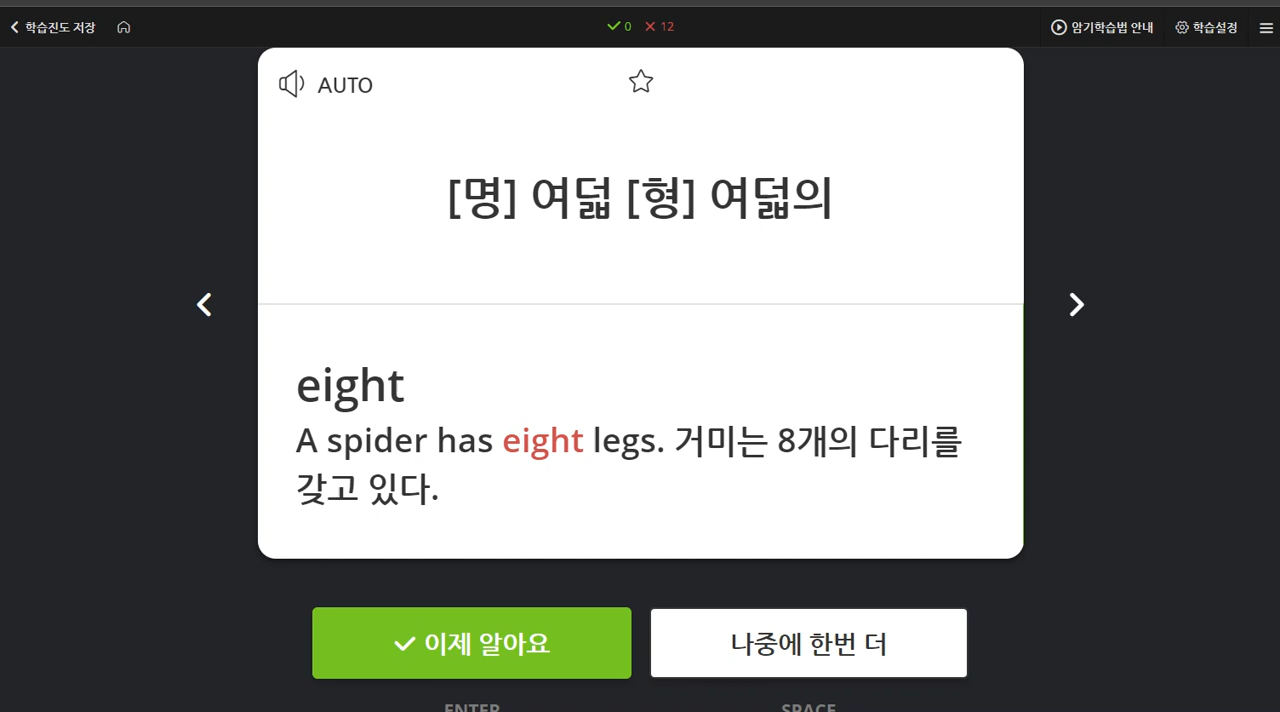 학습진도 저장
0 12
암기학습법 안내
학습설정
AUTO
[명] 여덟 [형] 여덟의
eight
A spider has eight legs. 거미는 8개의 다리를
갖고 있다.
이제 알아요
나중에 한번 더
ENTER
SPACE